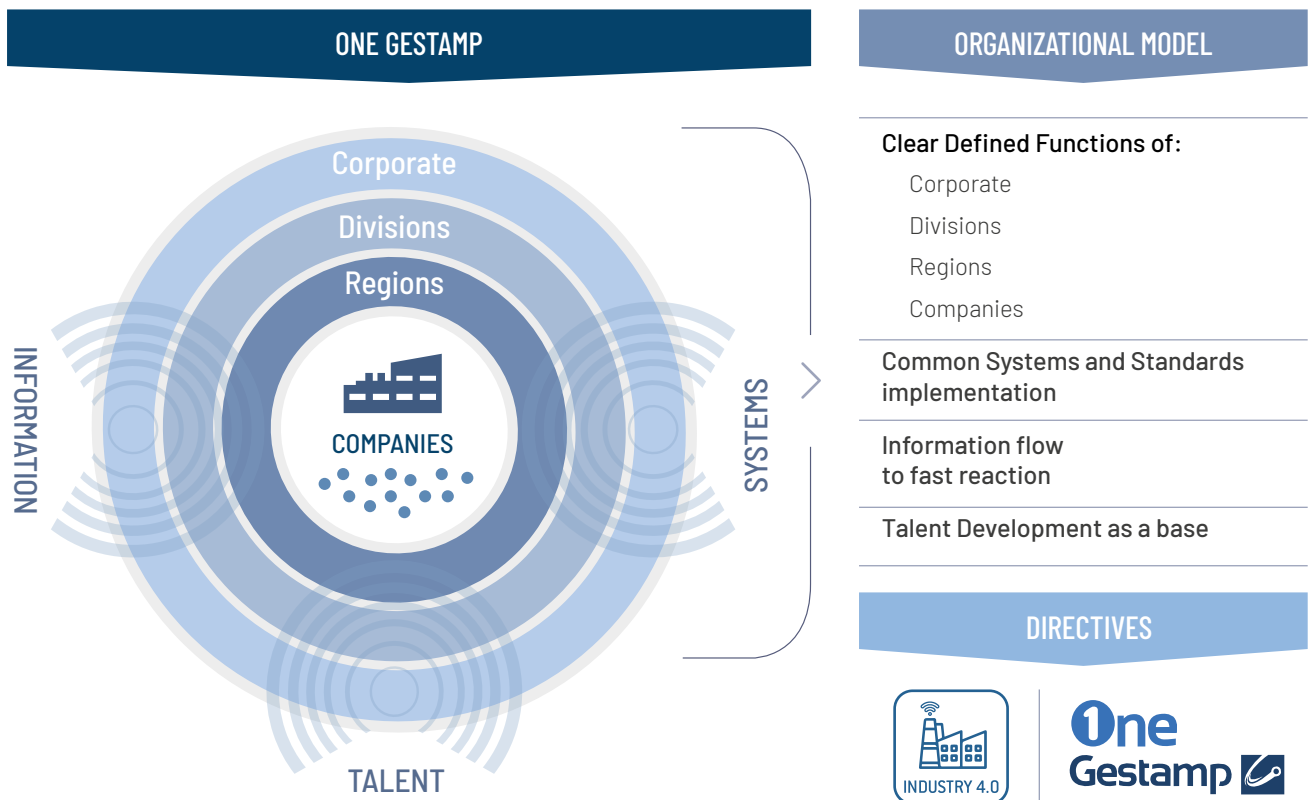 ONE GESTAMP
Corporate
Divisions
Regions
COMPANIES
INFORMATION
SYSTEMS
TALENT
ORGANIZATIONAL MODEL
Clear Defined Functions of:
Corporate
Divisions
Regions
Companies
Common Systems and Standards
implementation
Information flow
to fast reaction
Talent Development as a base
DIRECTIVES
INDUSTRY 4.0
One
Gestamp